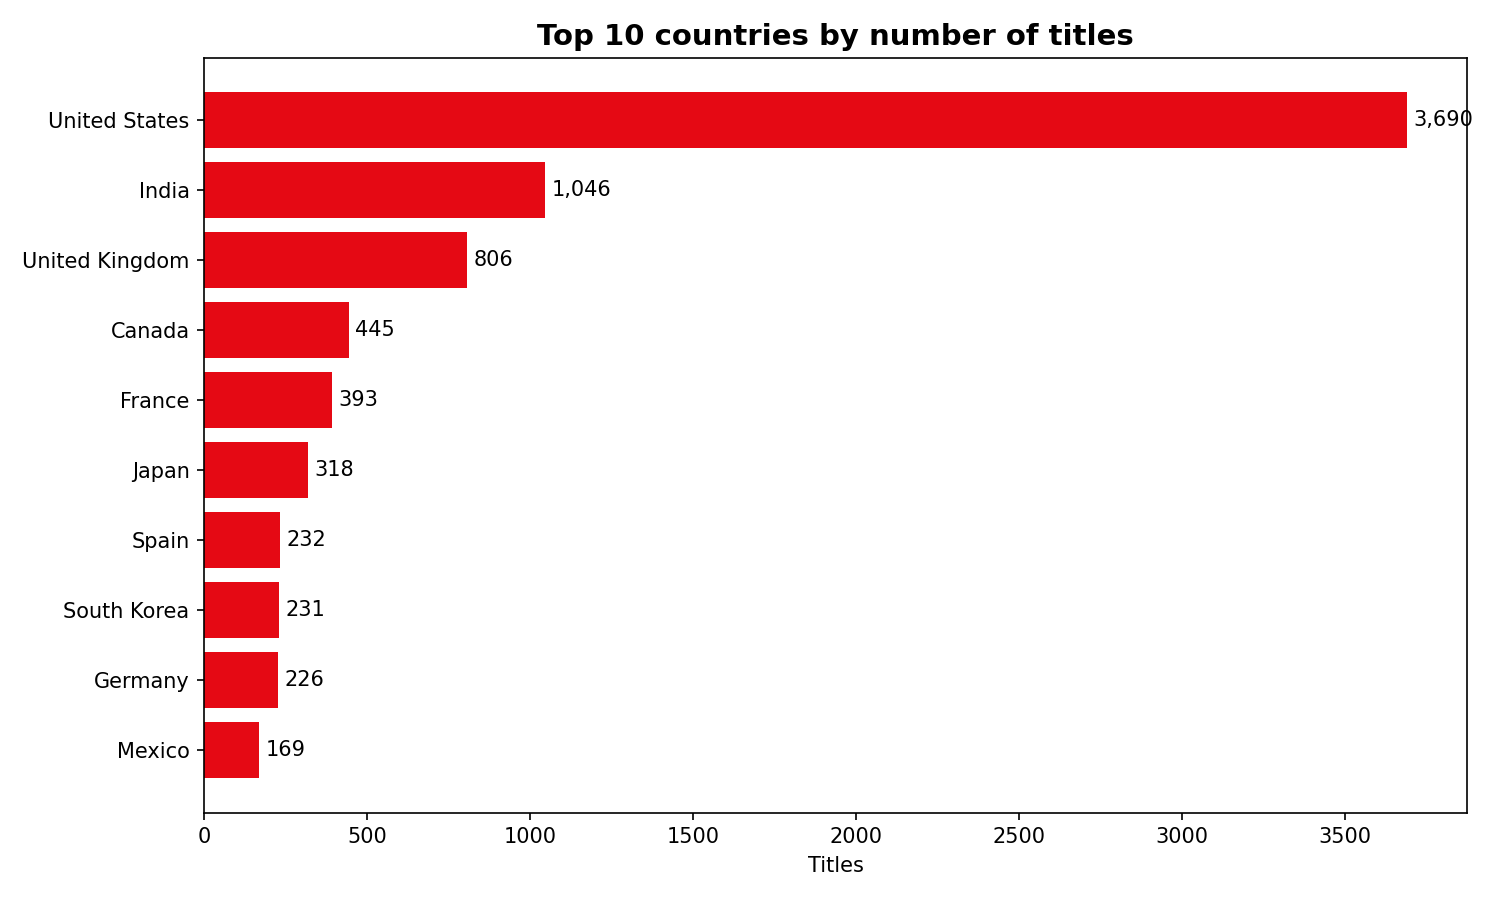 Top 10 countries by number of titles
United States 3,690
India 1,046
United Kingdom 806
Canada 445
France 393
Japan 318
Spain 232
South Korea 231
Germany 226
Mexico 169
0 500 1000 1500 2000 2500 3000 3500
Titles